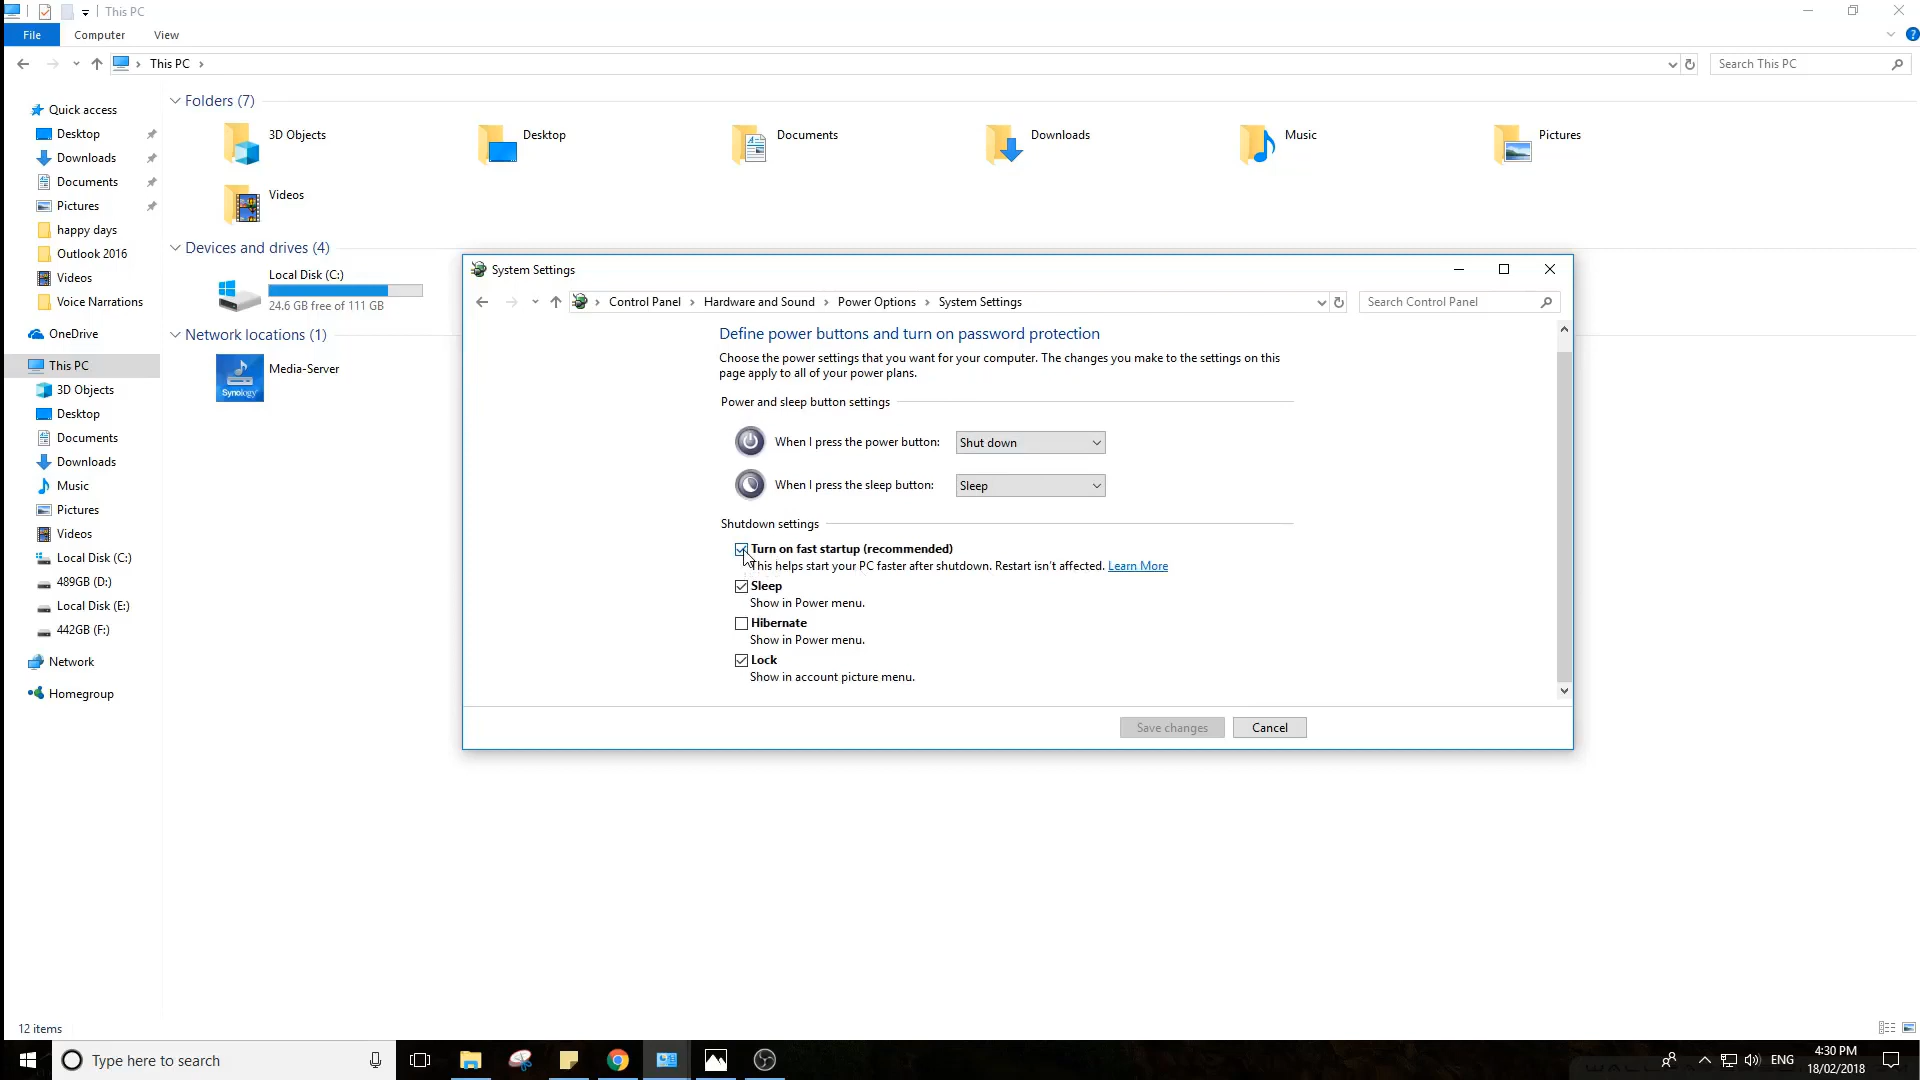 This PC
File
Computer
View
This PC
Search This PC
Quick access
Desktop
Downloads
Documents
Pictures
happy days
Outlook 2016
Videos
Voice Narrations
OneDrive
This PC
3D Objects
Desktop
Documents
Downloads
Music
Pictures
Videos
Local Disk (C:)
489GB (D:)
Local Disk (E:)
442GB (F:)
Network
Homegroup
Folders (7)
3D Objects
Desktop
Documents
Downloads
Music
Pictures
Videos
Devices and drives (4)
Local Disk (C:)
24.6 GB free of 111 GB
Network locations (1)
Synology
Media-Server
System Settings
Control Panel
Hardware and Sound
Power Options
System Settings
Search Control Panel
Define power buttons and turn on password protection
Choose the power settings that you want for your computer. The changes you make to the settings on this
page apply to all of your power plans.
Power and sleep button settings
When I press the power button:
Shut down
When I press the sleep button:
Sleep
Shutdown settings
Turn on fast startup (recommended)
This helps start your PC faster after shutdown. Restart isn't affected. Learn More
Sleep
Show in Power menu.
Hibernate
Show in Power menu.
Lock
Show in account picture menu.
Save changes
Cancel
12 items
Type here to search
ENG
4:30 PM
18/02/2018